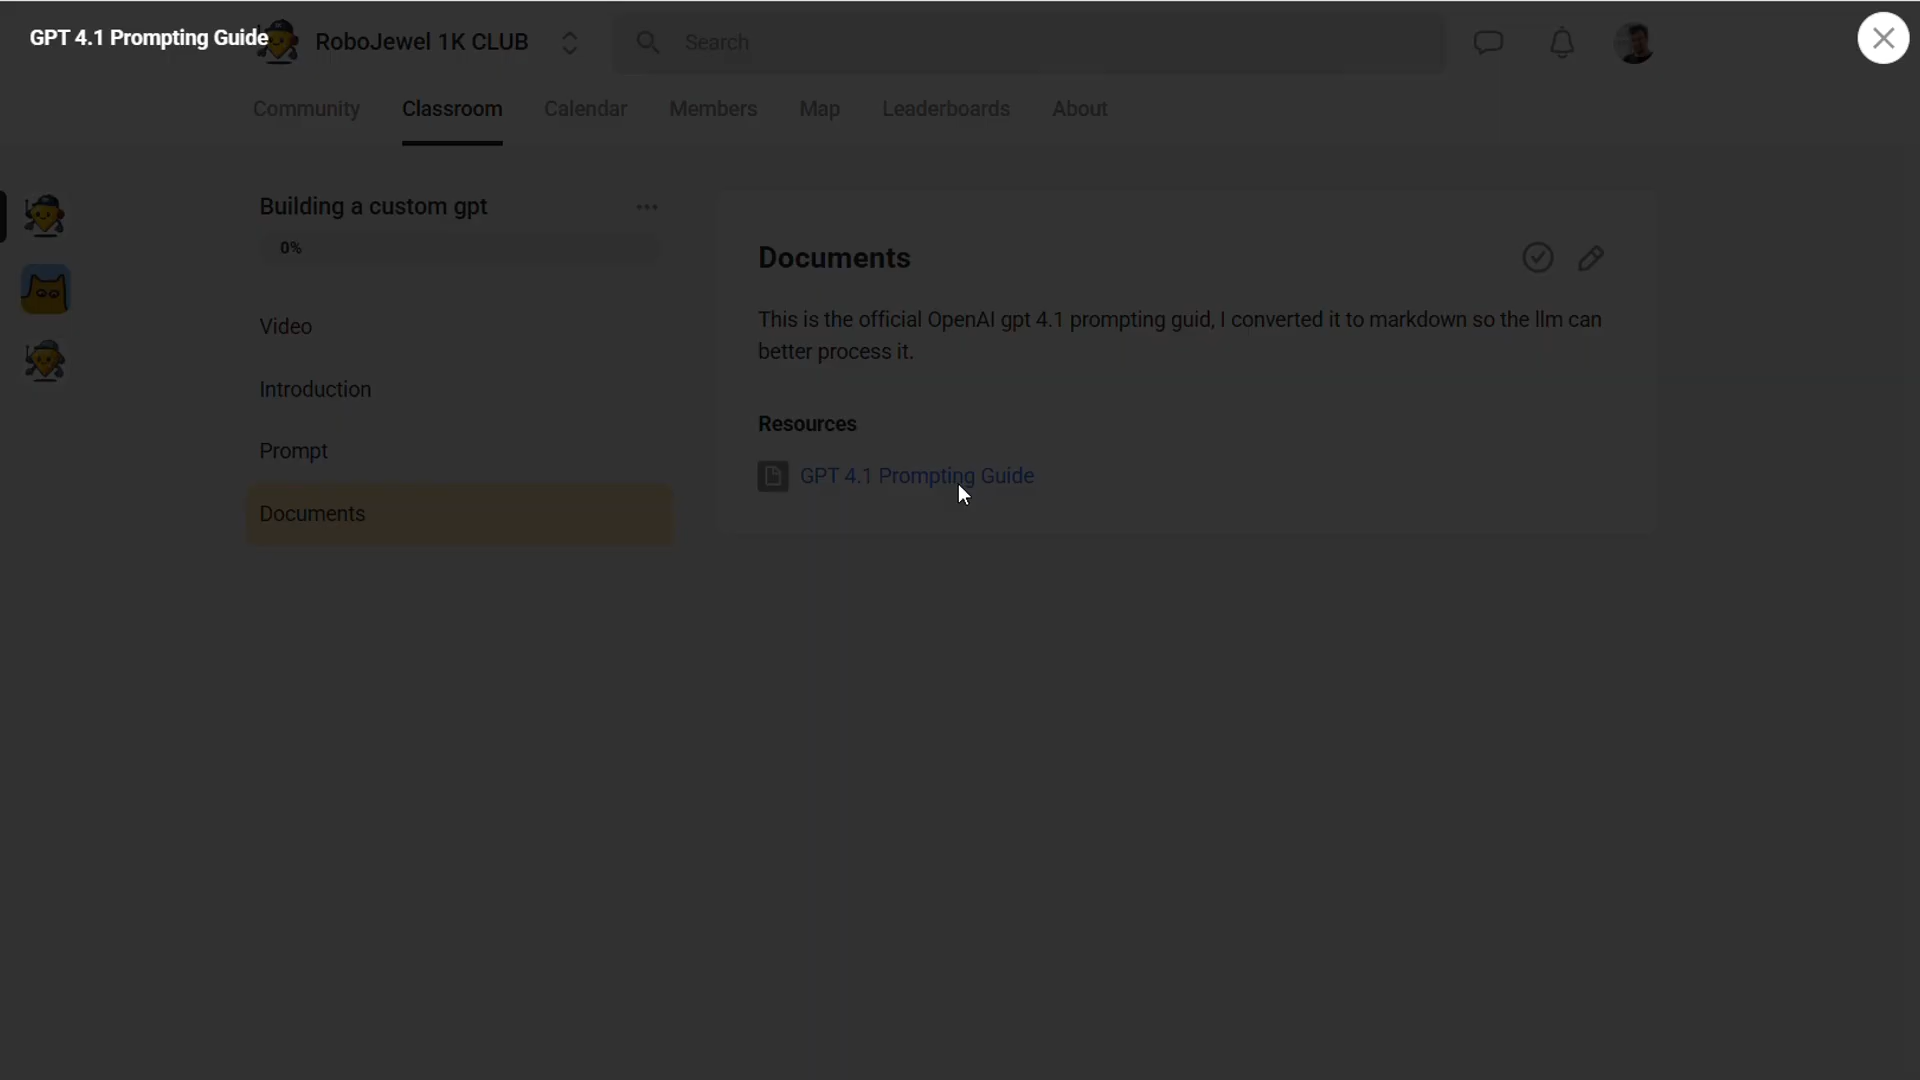 GPT 4.1 Prompting Guide
RoboJewel 1K CLUB
Search
Community
Classroom
Calendar
Members
Map
Leaderboards
About
Building a custom gpt
0%
Video
Introduction
Prompt
Documents
Documents
This is the official OpenAI gpt 4.1 prompting guid, I converted it to markdown so the llm can
better process it.
Resources
GPT 4.1 Prompting Guide